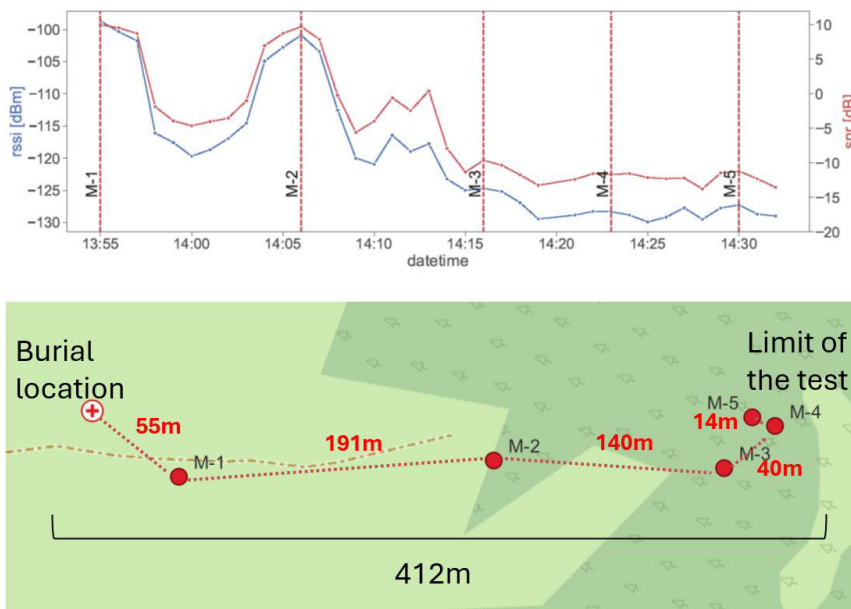 −100
−105
−110
−115
−120
−125
−130
rssi [dBm]
10
5
0
−5
−10
−15
−20
snr [dB]
M-1
M-2
M-3
M-4
M-5
13:55
14:00
14:05
14:10
14:15
14:20
14:25
14:30
datetime
Burial
location
Limit of
the test
55m
191m
140m
14m
40m
M-1
M-2
M-3
M-4
M-5
412m